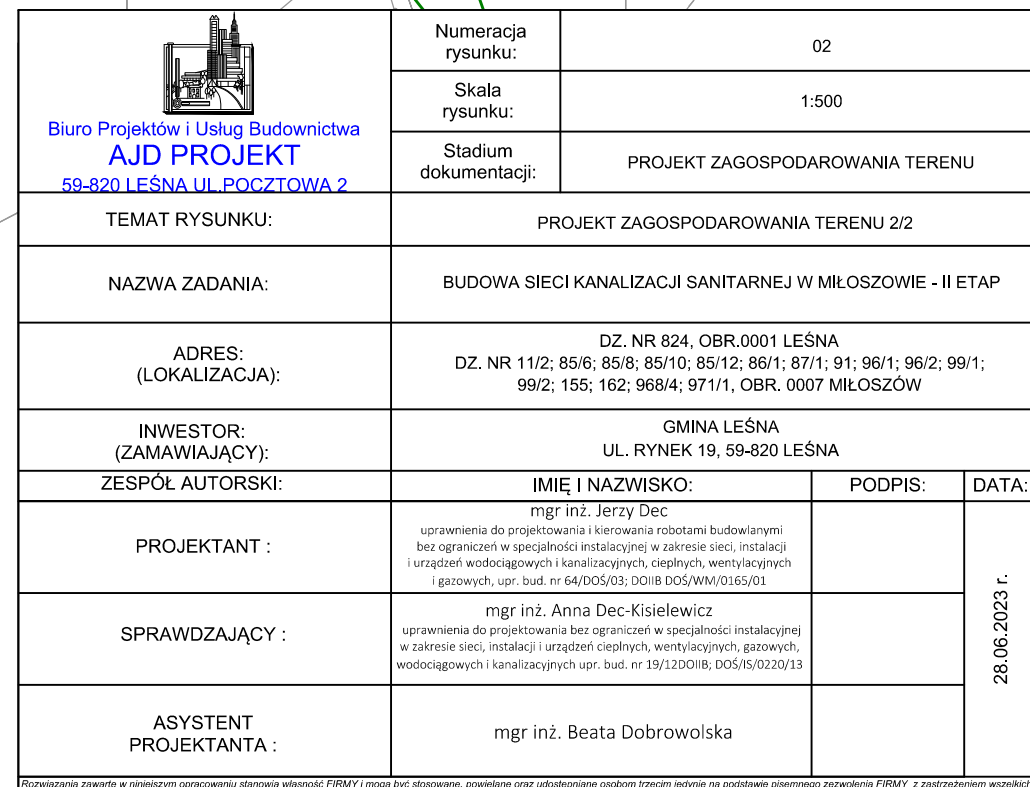 Biuro Projektów i Usług Budownictwa
AJD PROJEKT
59-820 LEŚNA UL.POCZTOWA 2
Numeracja
rysunku:
02
Skala
rysunku:
1:500
Stadium
dokumentacji:
PROJEKT ZAGOSPODAROWANIA TERENU
TEMAT RYSUNKU:
PROJEKT ZAGOSPODAROWANIA TERENU 2/2
NAZWA ZADANIA:
BUDOWA SIECI KANALIZACJI SANITARNEJ W MIŁOSZOWIE - II ETAP
ADRES:
(LOKALIZACJA):
DZ. NR 824, OBR.0001 LEŚNA
DZ. NR 11/2; 85/6; 85/8; 85/10; 85/12; 86/1; 87/1; 91; 96/1; 96/2; 99/1;
99/2; 155; 162; 968/4; 971/1, OBR. 0007 MIŁOSZÓW
INWESTOR:
(ZAMAWIAJĄCY):
GMINA LEŚNA
UL. RYNEK 19, 59-820 LEŚNA
ZESPÓŁ AUTORSKI:
IMIĘ I NAZWISKO:
PODPIS:
DATA:
PROJEKTANT :
mgr inż. Jerzy Dec
uprawnienia do projektowania i kierowania robotami budowlanymi
bez ograniczeń w specjalności instalacyjnej w zakresie sieci, instalacji
i urządzeń wodociągowych i kanalizacyjnych, cieplnych, wentylacyjnych
i gazowych, upr. bud. nr 64/DOŚ/03; DOIIB DOŚ/WM/0165/01
SPRAWDZAJĄCY :
mgr inż. Anna Dec-Kisielewicz
uprawnienia do projektowania bez ograniczeń w specjalności instalacyjnej
w zakresie sieci, instalacji i urządzeń cieplnych, wentylacyjnych, gazowych,
wodociągowych i kanalizacyjnych upr. bud. nr 19/12DOIIB; DOŚ/IS/0220/13
28.06.2023 r.
ASYSTENT
PROJEKTANTA :
mgr inż. Beata Dobrowolska
Rozwiązania zawarte w niniejszym opracowaniu stanowią własność FIRMY i mogą być stosowane, powielane oraz udostępniane osobom trzecim jedynie na podstawie pisemnego zezwolenia FIRMY z zastrzeżeniem wszelkich